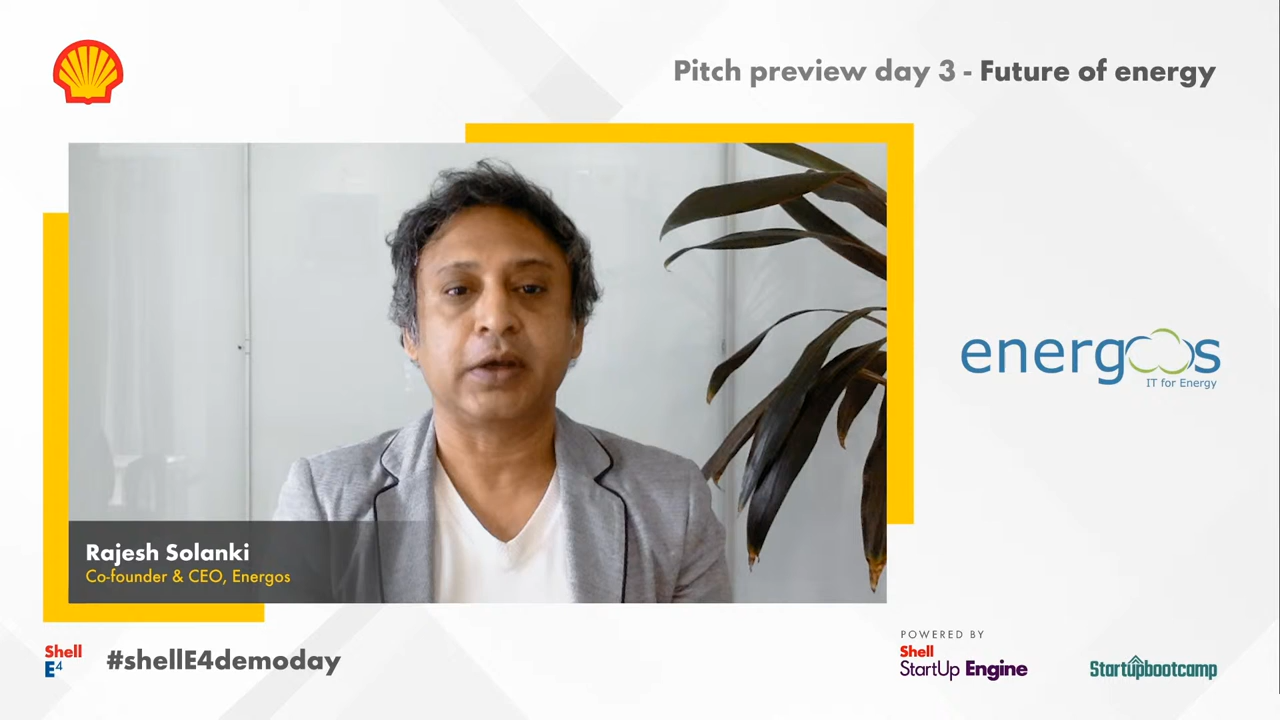 Pitch preview day 3 - Future of energy
energos
IT for Energy
Rajesh Solanki
Co-founder & CEO, Energos
Shell
E4
#shellE4demoday
POWERED BY
Shell
StartUp Engine
Startupbootcamp